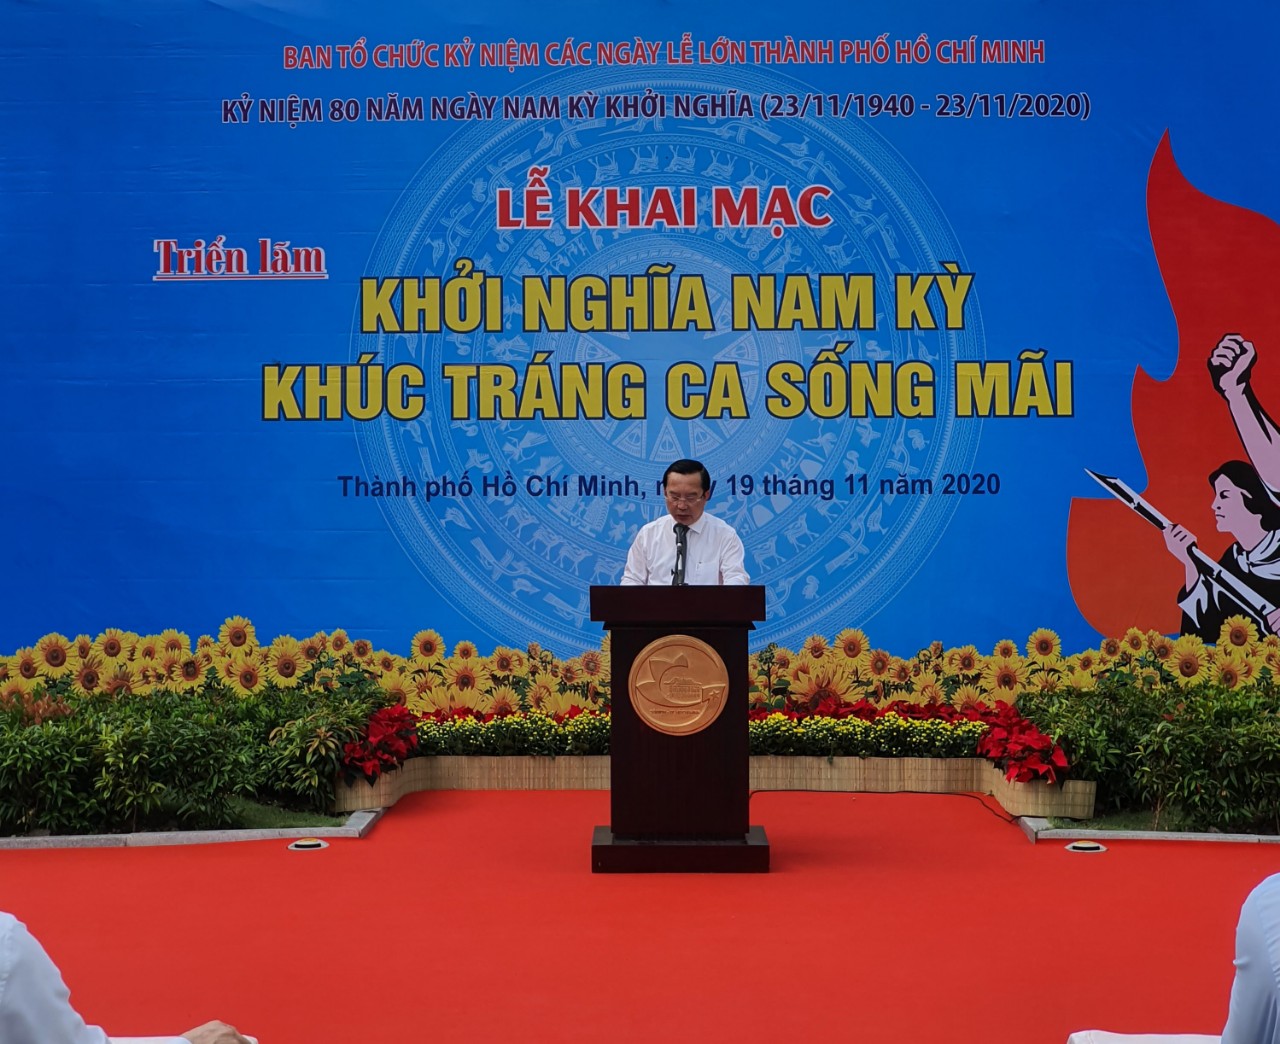 BAN TỔ CHỨC KỶ NIỆM CÁC NGÀY LỄ LỚN THÀNH PHỐ HỒ CHÍ MINH
KỶ NIỆM 80 NĂM NGÀY NAM KỲ KHỞI NGHĨA (23/11/1940 - 23/11/2020)
LỄ KHAI MẠC
Triển lãm
KHỞI NGHĨA NAM KỲ
KHÚC TRÁNG CA SỐNG MÃI
Thành phố Hồ Chí Minh, 19 tháng 11 năm 2020